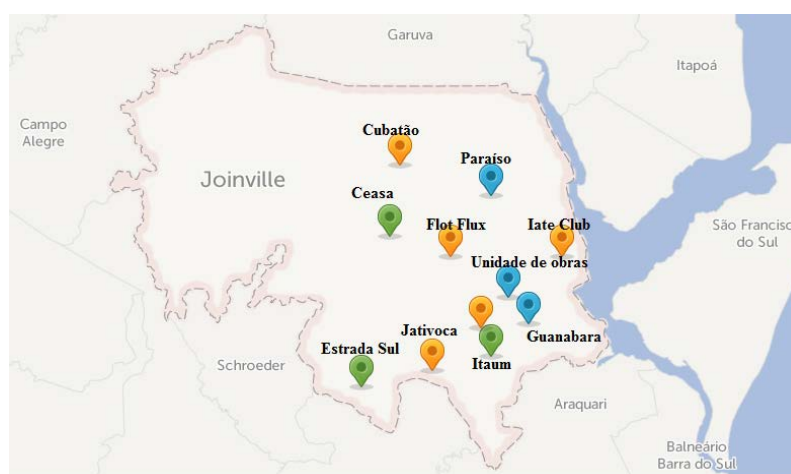 Garuva
Itapoá
Campo
Alegre
Cubatão
Joinville
Paraíso
Ceasa
Flot Flux
Iate Club
São Francisc
do Sul
Unidade de obras
Jativoca
Guanabara
Estrada Sul
Itaum
Schroeder
Araquari
Balneário
Barra do Sul